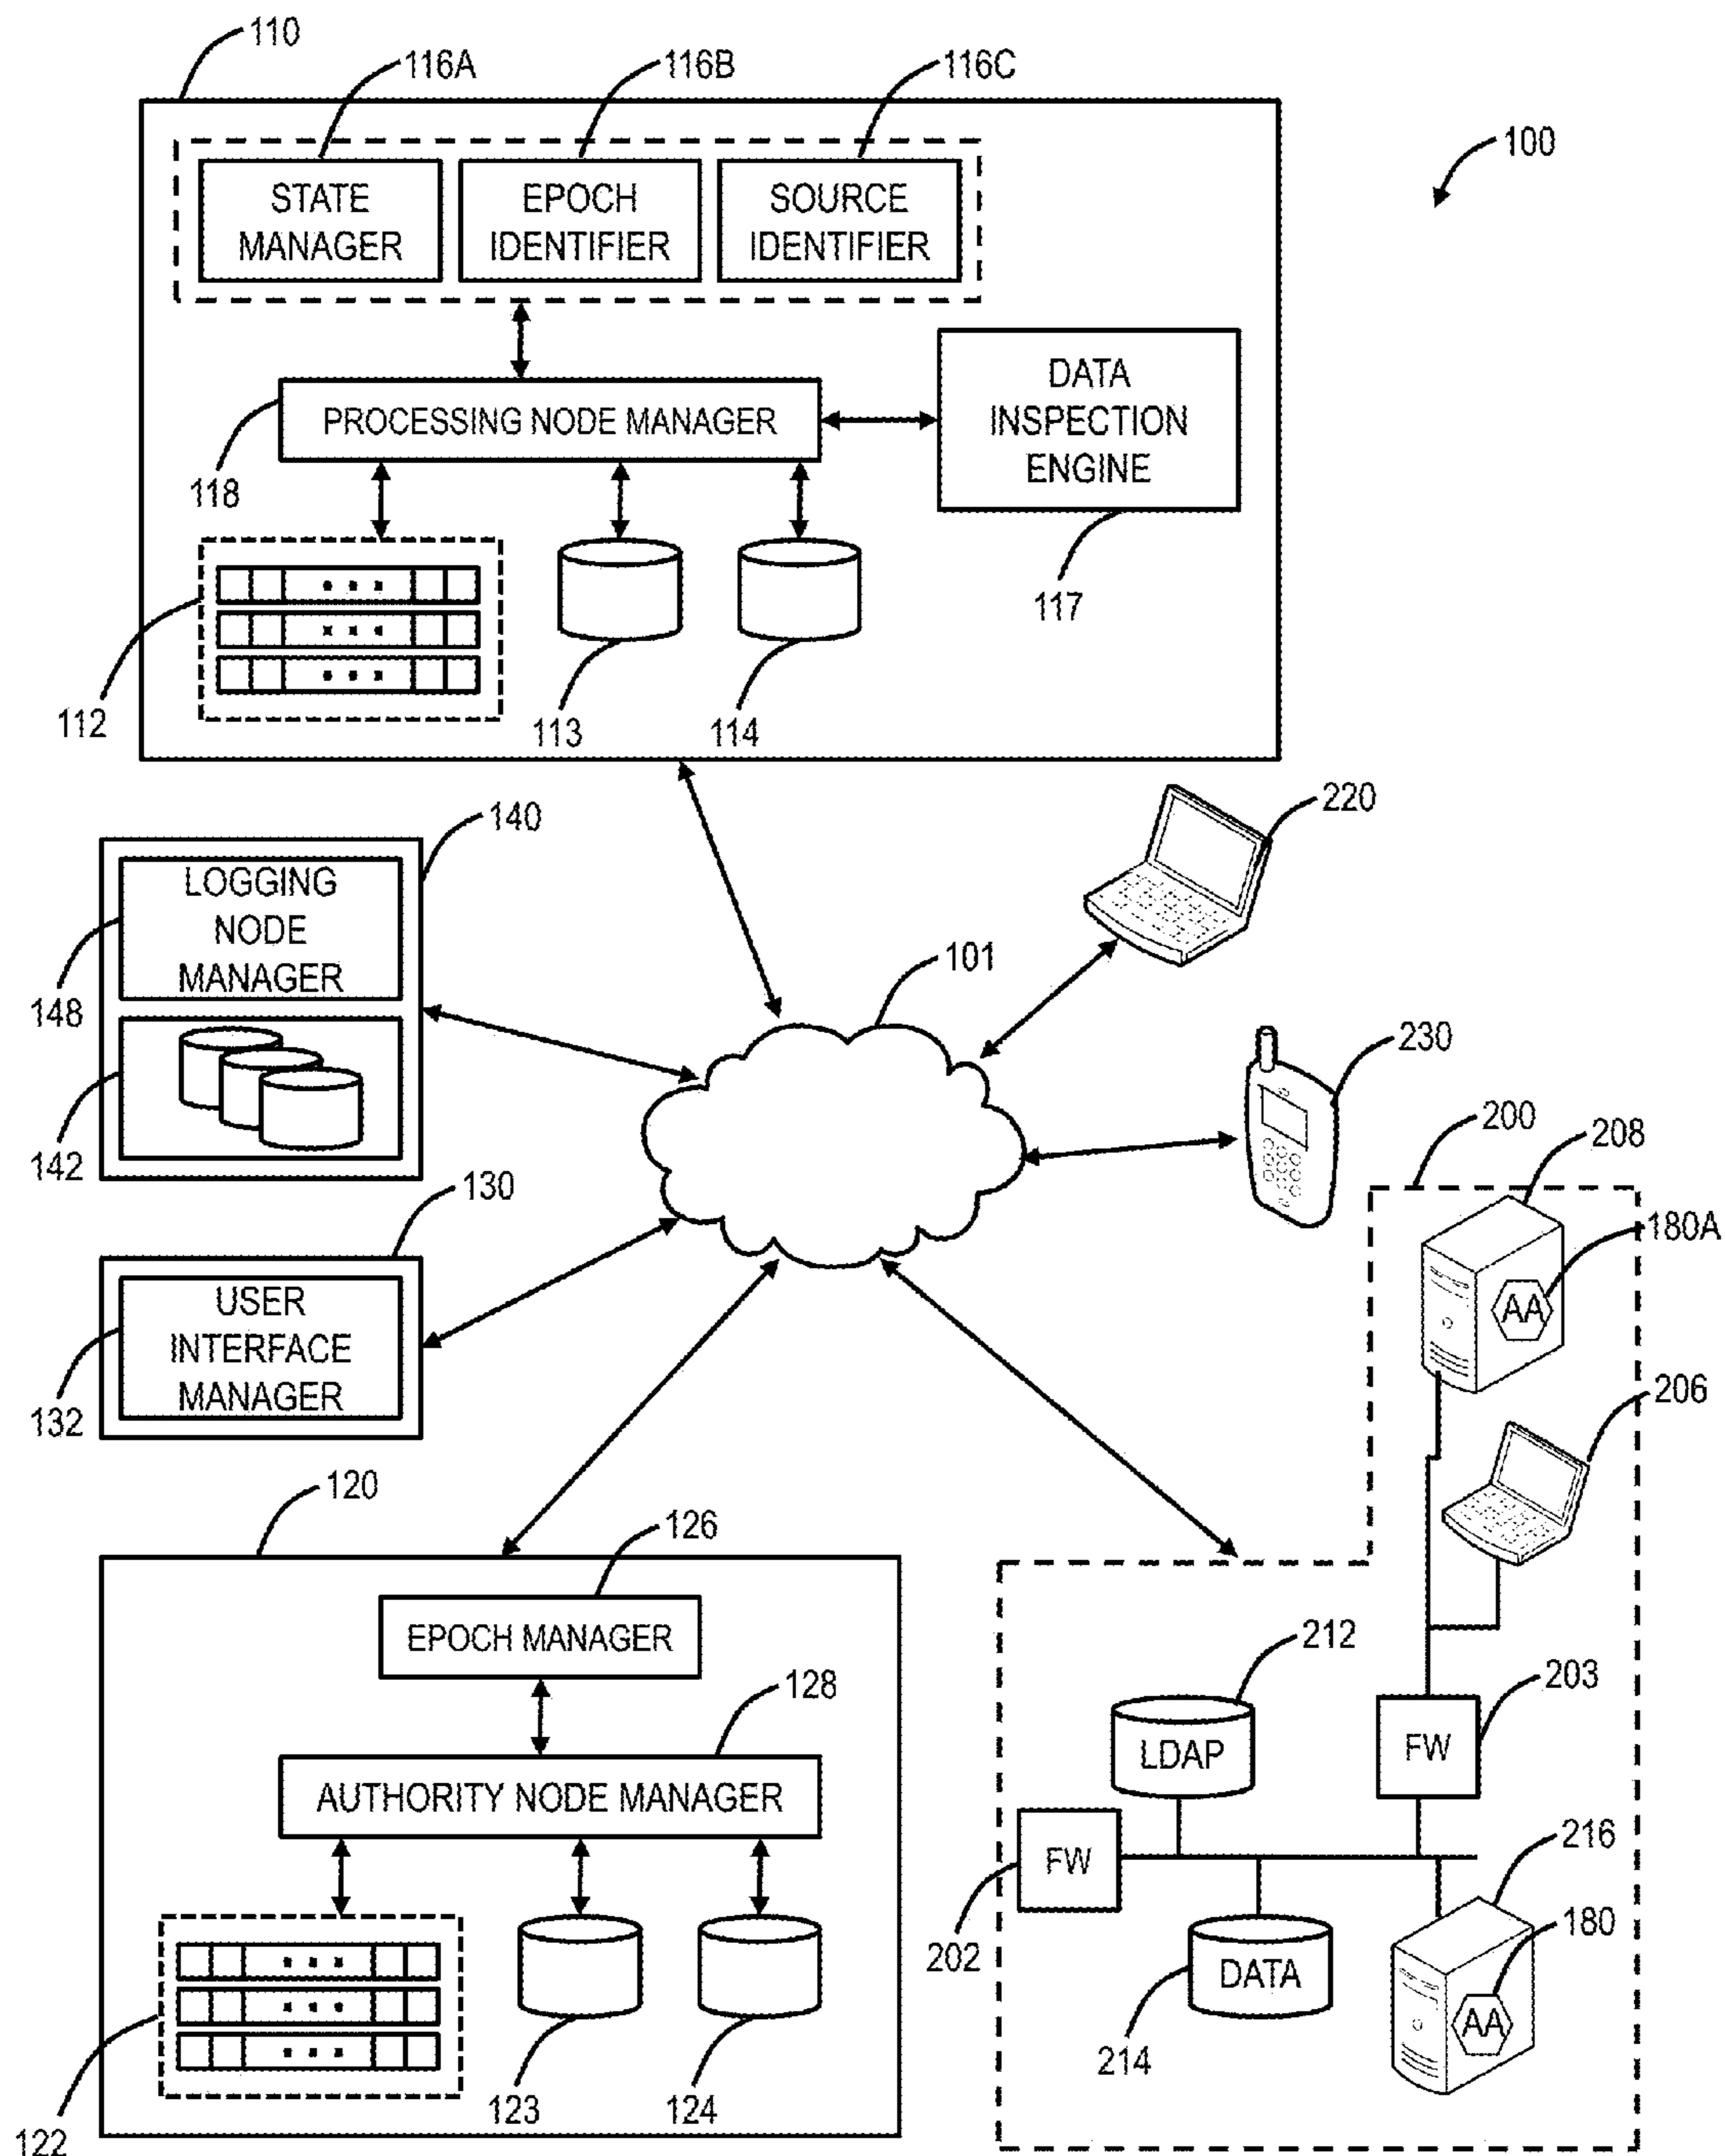 110
116A
116B
116C
100
STATE
MANAGER
EPOCH
IDENTIFIER
SOURCE
IDENTIFIER
PROCESSING NODE MANAGER
DATA
INSPECTION
ENGINE
118
117
112
113
114
140
220
LOGGING
NODE
MANAGER
148
101
142
230
200
208
180A
AA
130
USER
INTERFACE
MANAGER
132
206
120
126
EPOCH MANAGER
128
AUTHORITY NODE MANAGER
122
123
124
212
LDAP
203
FW
FW
202
216
180
AA
DATA
214